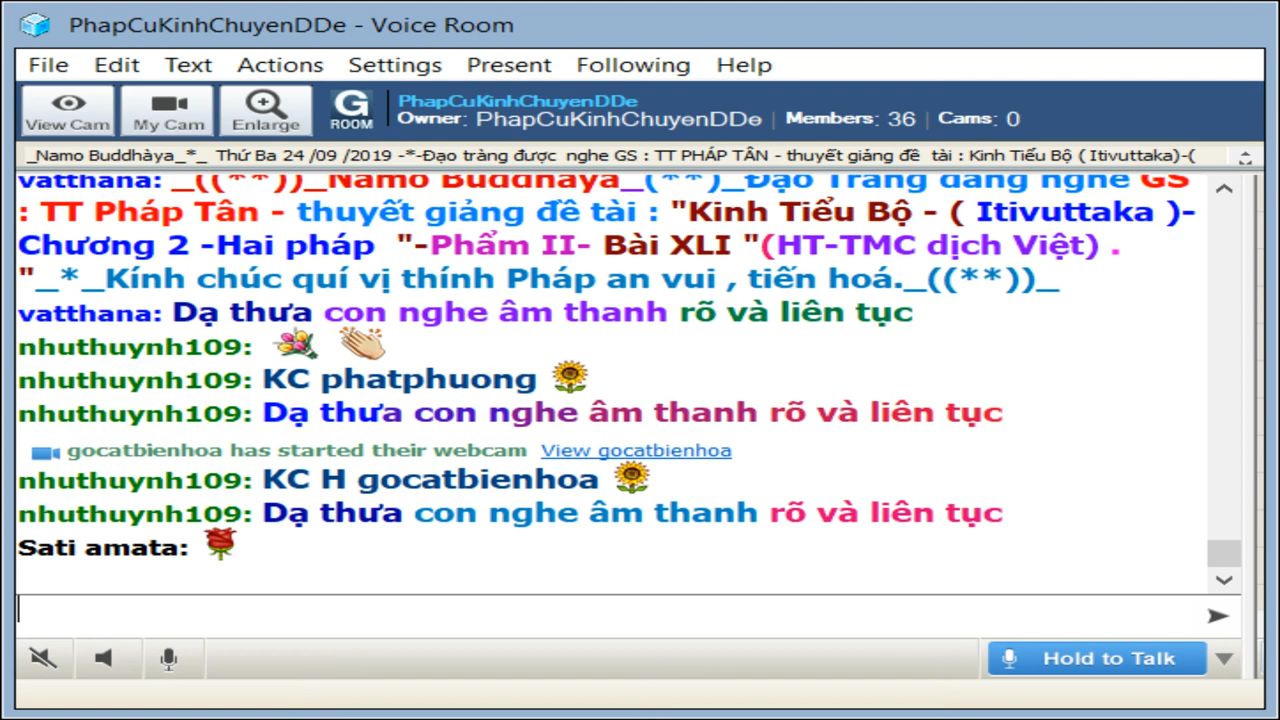 PhapCuKinhChuyenDDe - Voice Room
File Edit Text Actions Settings Present Following Help
View Cam My Cam Enlarge G ROOM PhapCuKinhChuyenDDe
Owner: PhapCuKinhChuyenDDe | Members: 36 | Cams: 0
_Namo Buddhàya_*_ Thứ Ba 24 /09 /2019 -*-Đạo tràng được nghe GS : TT PHÁP TÂN - thuyết giảng đề tài : Kinh Tiểu Bộ ( Itivuttaka)-(
vatthana: _((**))_Namo Buddhaya_(**)_Đạo Tràng đang nghe GS
: TT Pháp Tân - thuyết giảng đề tài : "Kinh Tiểu Bộ - ( Itivuttaka )-
Chương 2 -Hai pháp "-Phẩm II- Bài XLI "(HT-TMC dịch Việt) .
"_*_Kính chúc quí vị thính Pháp an vui , tiến hoá._((**))_
vatthana: Dạ thưa con nghe âm thanh rõ và liên tục
nhuthuynh109:
nhuthuynh109: KC phatphuong
nhuthuynh109: Dạ thưa con nghe âm thanh rõ và liên tục
gocatbienhoa has started their webcam View gocatbienhoa
nhuthuynh109: KC H gocatbienhoa
nhuthuynh109: Dạ thưa con nghe âm thanh rõ và liên tục
Sati amata:
Hold to Talk